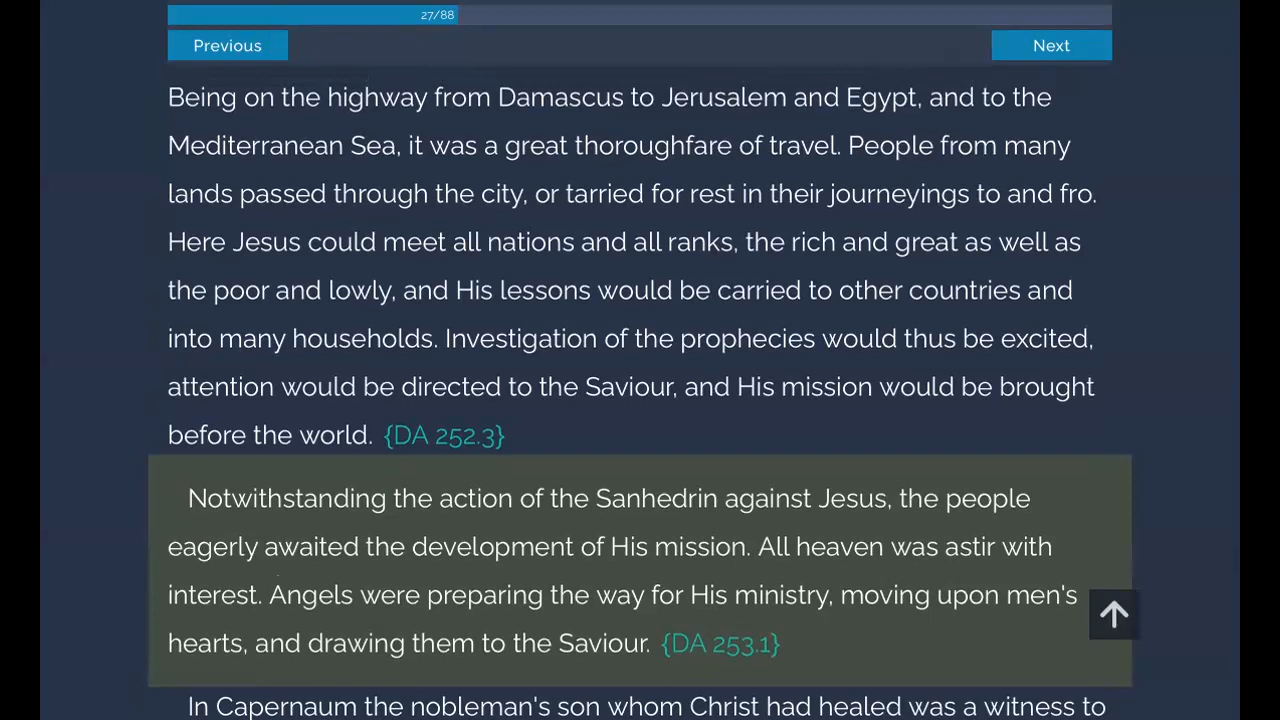 27/88
Previous
Next
Being on the highway from Damascus to Jerusalem and Egypt, and to the
Mediterranean Sea, it was a great thoroughfare of travel. People from many
lands passed through the city, or tarried for rest in their journeyings to and fro.
Here Jesus could meet all nations and all ranks, the rich and great as well as
the poor and lowly, and His lessons would be carried to other countries and
into many households. Investigation of the prophecies would thus be excited,
attention would be directed to the Saviour, and His mission would be brought
before the world. {DA 252.3}
Notwithstanding the action of the Sanhedrin against Jesus, the people
eagerly awaited the development of His mission. All heaven was astir with
interest. Angels were preparing the way for His ministry, moving upon men's
hearts, and drawing them to the Saviour. {DA 253.1}
In Capernaum the nobleman's son whom Christ had healed was a witness to